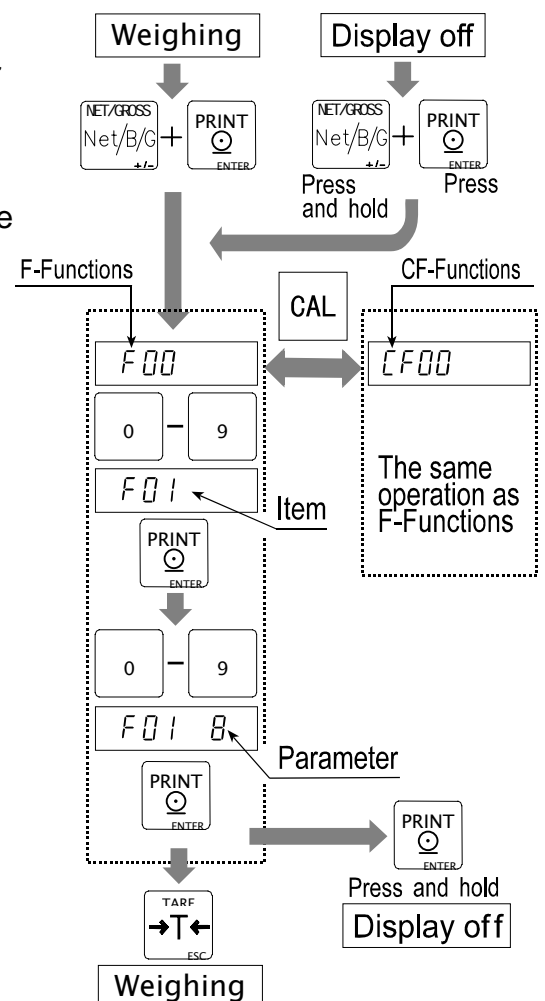 Weighing
Display off
NET/GROSS
Net/B/G
+/-
+
PRINT
ENTER
NET/GROSS
Net/B/G
+/-
+
PRINT
ENTER
Press
and hold
Press
e
F-Functions
CF-Functions
CAL
F00
CF00
0 – 9
The same
operation as
F-Functions
F01
Item
PRINT
ENTER
0 – 9
F01 8
Parameter
PRINT
ENTER
PRINT
ENTER
Press and hold
Display off
TARE
→T←
ESC
Weighing